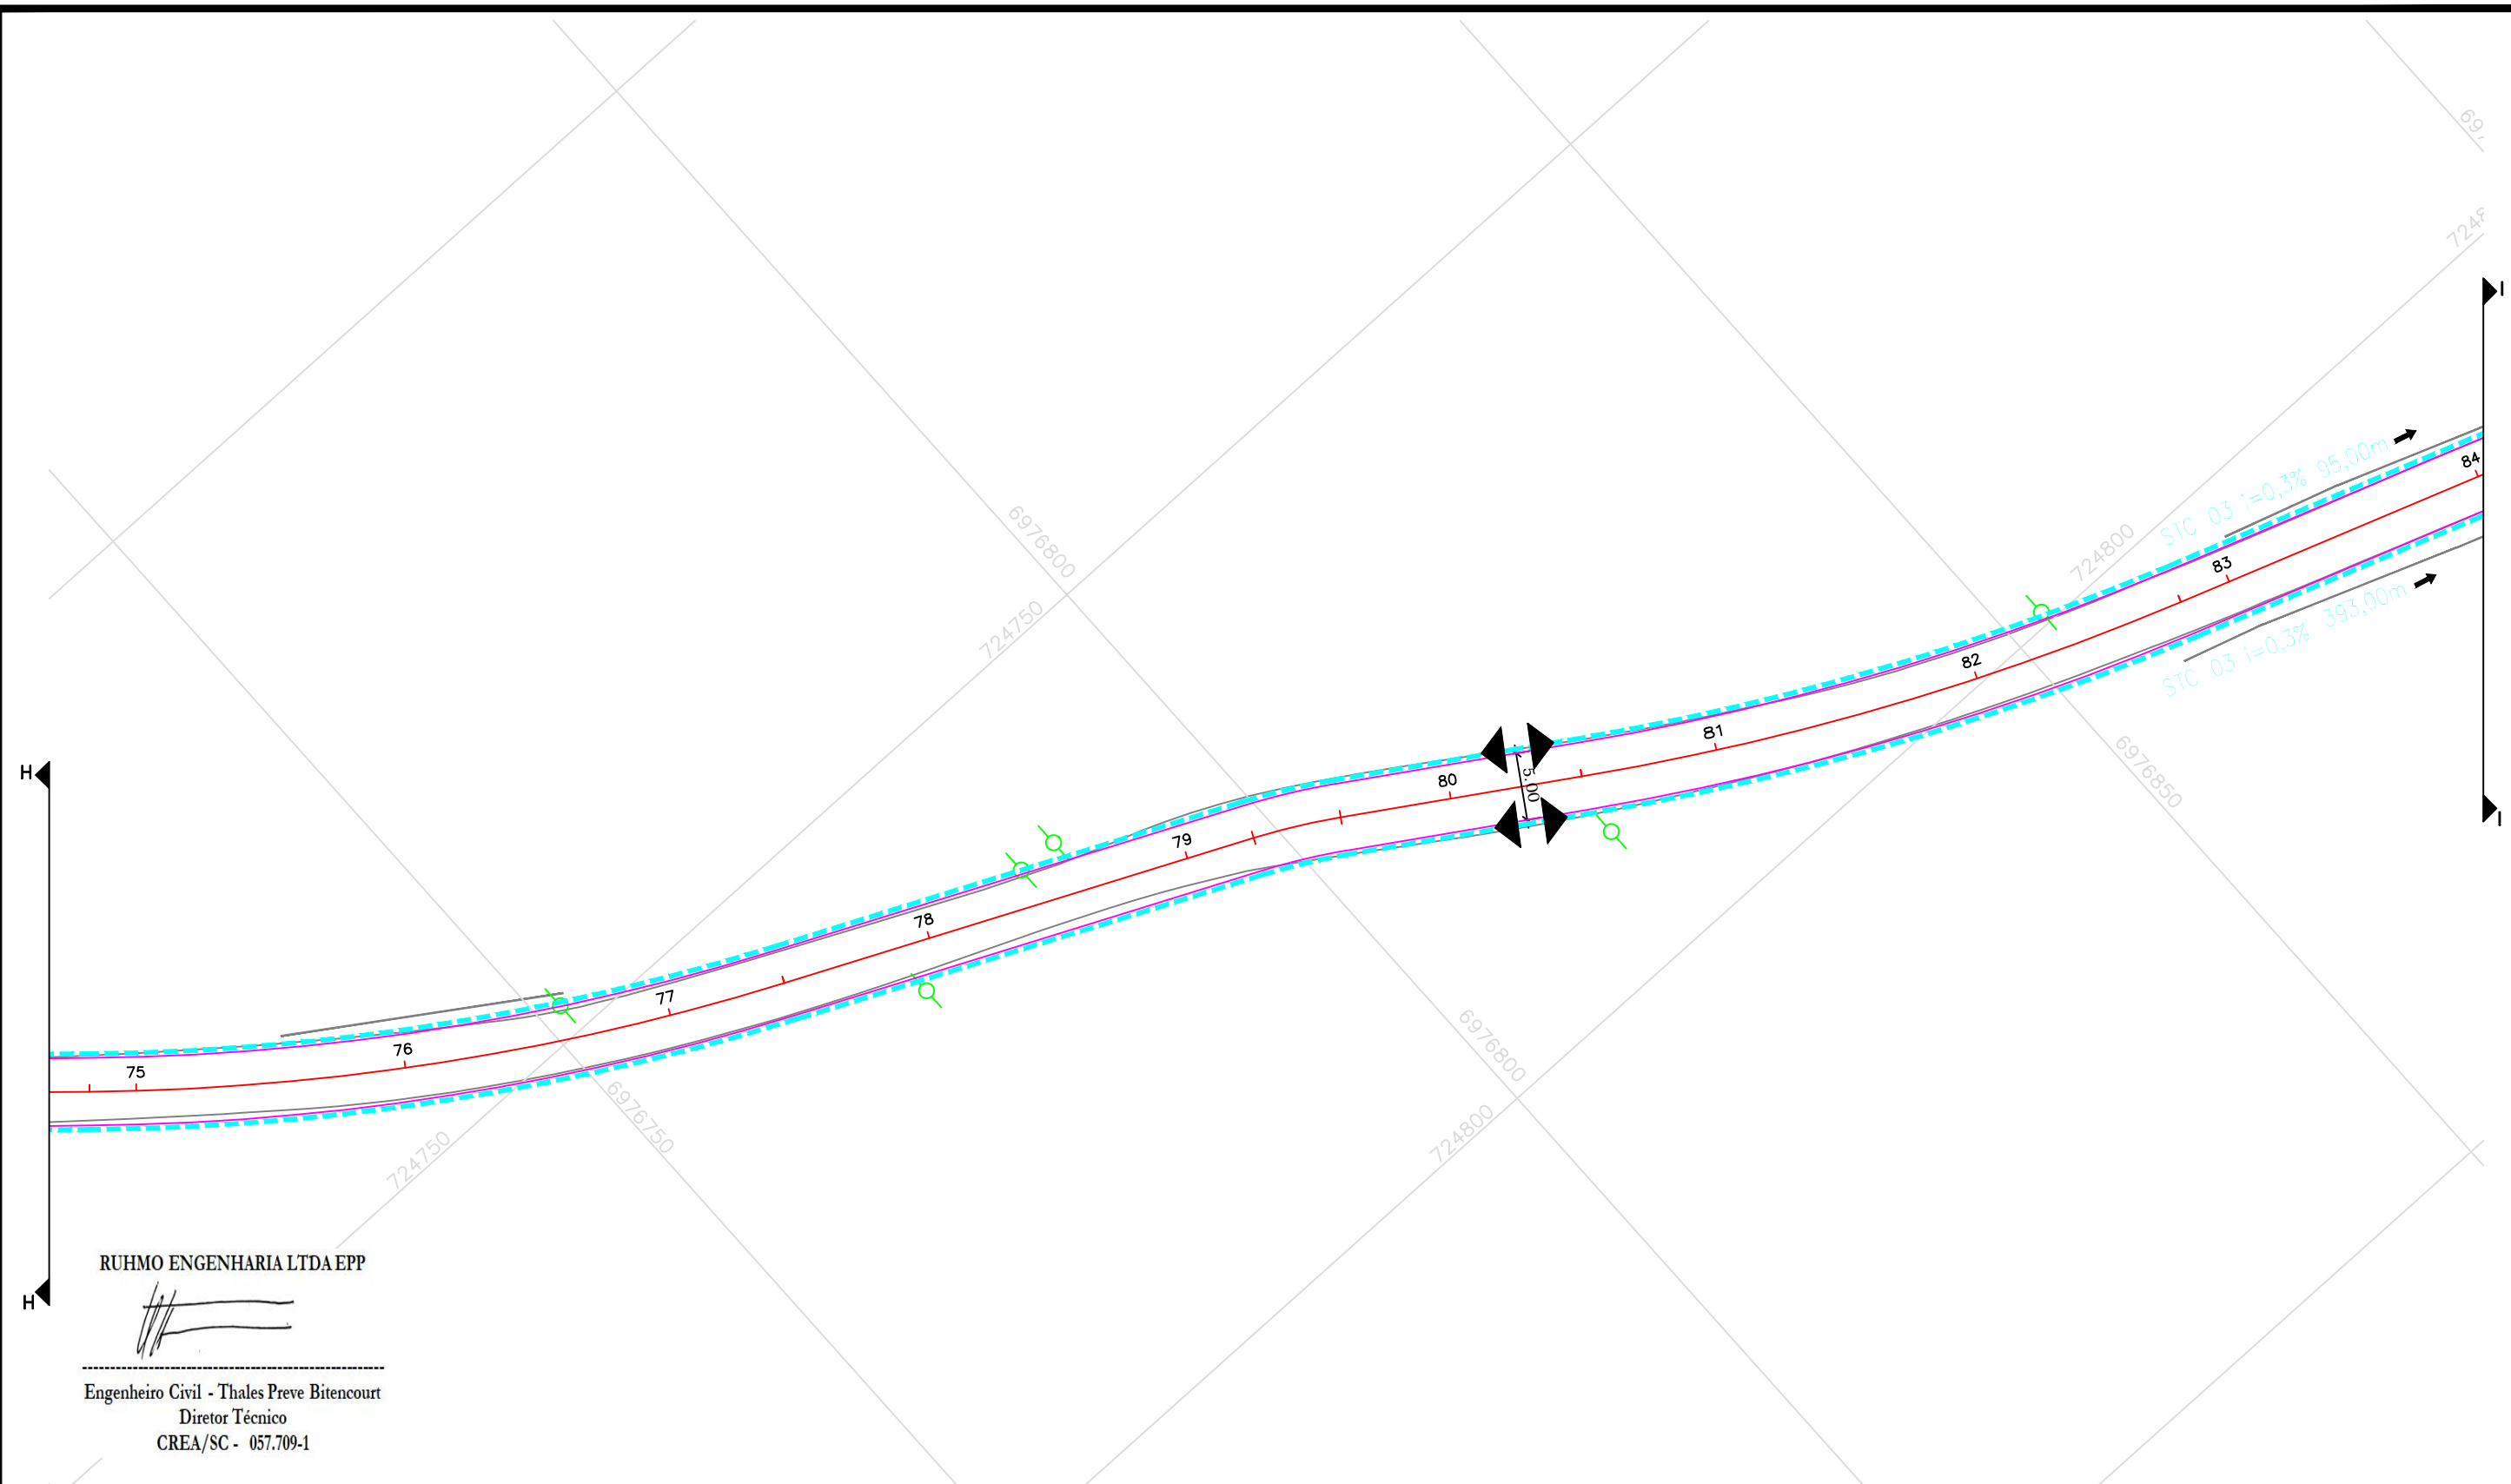 724800
6976800
724750
STC 03 i=0,3% 95,00m
84
83
STC 03 i=0,3% 393,00m
82
81
80
5.00
79
78
77
76
75
H
H
I
I
6976850
6976800
724800
6976750
724750
RUHMO ENGENHARIA LTDA EPP
Engenheiro Civil - Thales Preve Bitencourt
Diretor Técnico
CREA/SC - 057.709-1